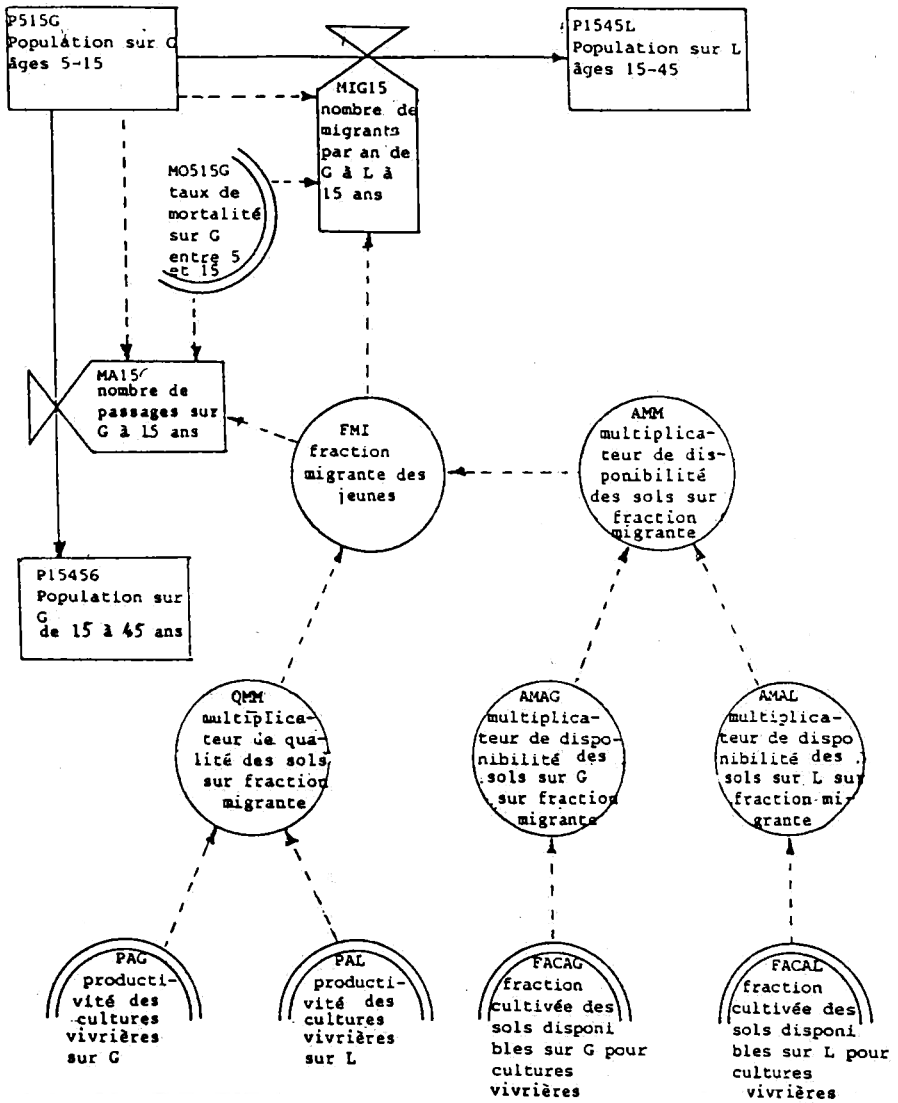 P515G
Population sur G
âges 5-15
P1545L
Population sur L
âges 15-45
MIG15
nombre de
migrants
par an de
G à L à
15 ans
MO515G
taux de
mortalité
sur G
entre 5
et 15
MA15G
nombre de
passages sur
G à 15 ans
FMI
fraction
migrante des
jeunes
AMM
multiplica-
teur de dis-
ponibilité
des sols sur
fraction
migrante
P15456
Population sur
G
de 15 à 45 ans
QMM
multiplica-
teur de qua-
lité des sols
sur fraction
migrante
AMAG
multiplica-
teur de dispo-
nibilité des
sols sur G
sur fraction
migrante
AMAL
multiplica-
teur de dispo
nibilité des
sols sur L sur
fraction mi-
grante
PAG
producti-
vité des
cultures
vivrières
sur G
PAL
producti-
vité des
cultures
vivrières
sur L
FACAG
fraction
cultivée des
sols disponi
bles sur G pour
cultures
vivrières
FACAL
fraction
cultivée des
sols disponi
bles sur L pour
cultures
vivrières